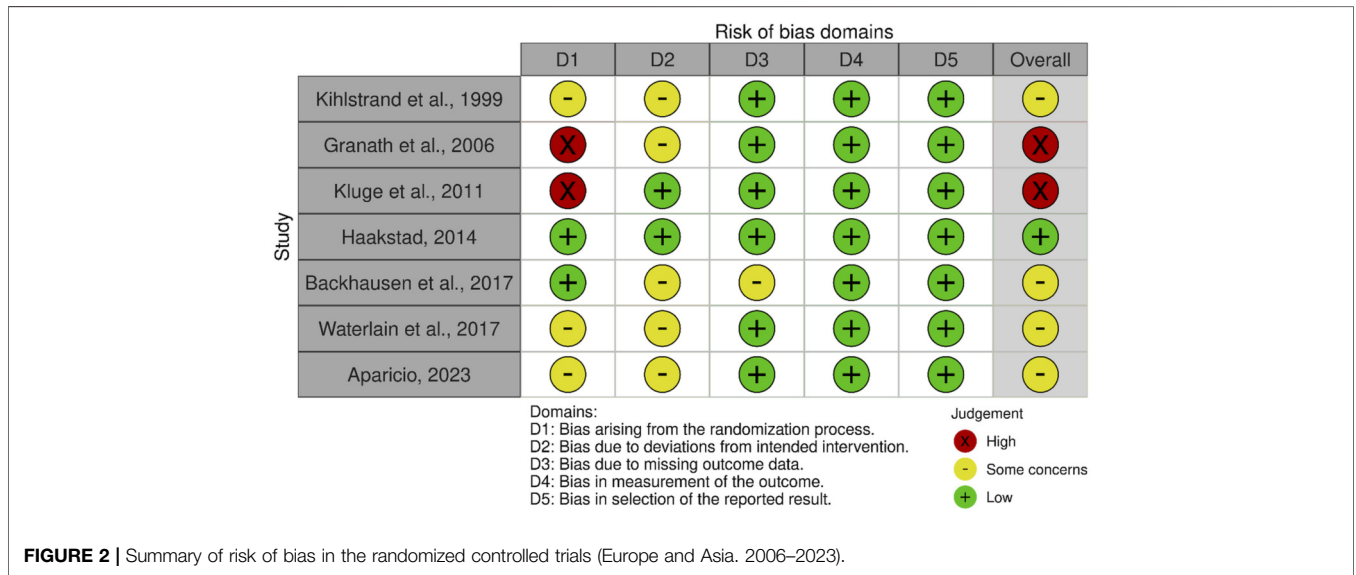 Risk of bias domains
D1 D2 D3 D4 D5 Overall
Study
Kihlstrand et al., 1999 - - + + + -
Granath et al., 2006 X - + + + X
Kluge et al., 2011 X + + + + X
Haakstad, 2014 + + + + + +
Backhausen et al., 2017 + - - + + -
Waterlain et al., 2017 - - + + + -
Aparicio, 2023 - - + + + -
Domains:
D1: Bias arising from the randomization process.
D2: Bias due to deviations from intended intervention.
D3: Bias due to missing outcome data.
D4: Bias in measurement of the outcome.
D5: Bias in selection of the reported result.
Judgement
X High
- Some concerns
+ Low
FIGURE 2 | Summary of risk of bias in the randomized controlled trials (Europe and Asia. 2006–2023).